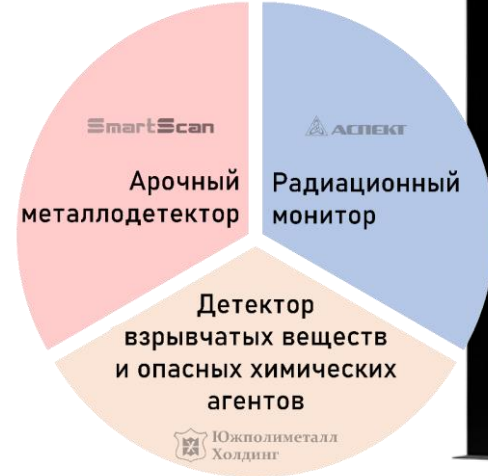 SmartScan
Арочный
металлодетектор
АСПЕКТ
Радиационный
монитор
Детектор
взрывчатых веществ
и опасных химических
агентов
Южполиметалл
Холдинг